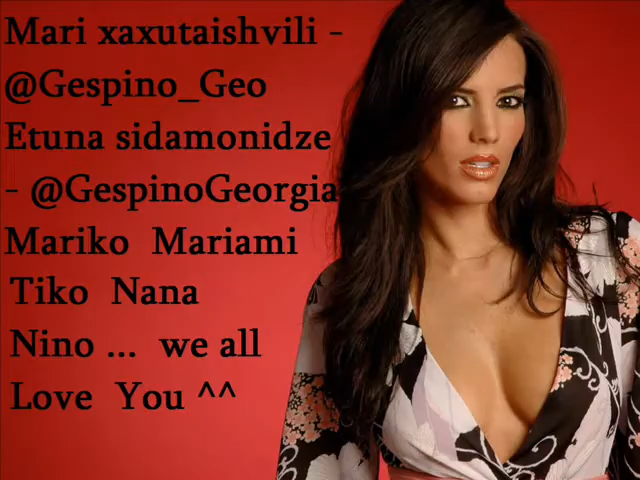 Mari xaxutaishvili -
@Gespino_Geo
Etuna sidamonidze
- @GespinoGeorgia
Mariko Mariami
Tiko Nana
Nino ... we all
Love You ^^